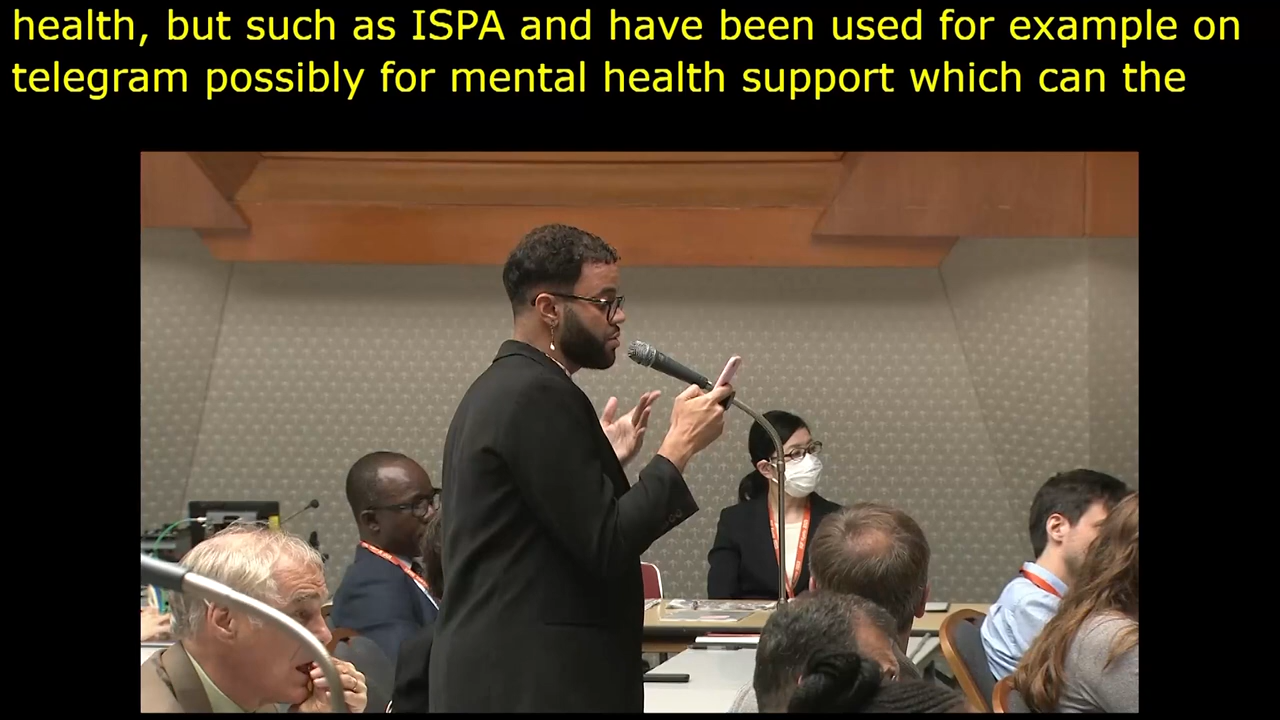 health, but such as ISPA and have been used for example on
telegram possibly for mental health support which can the